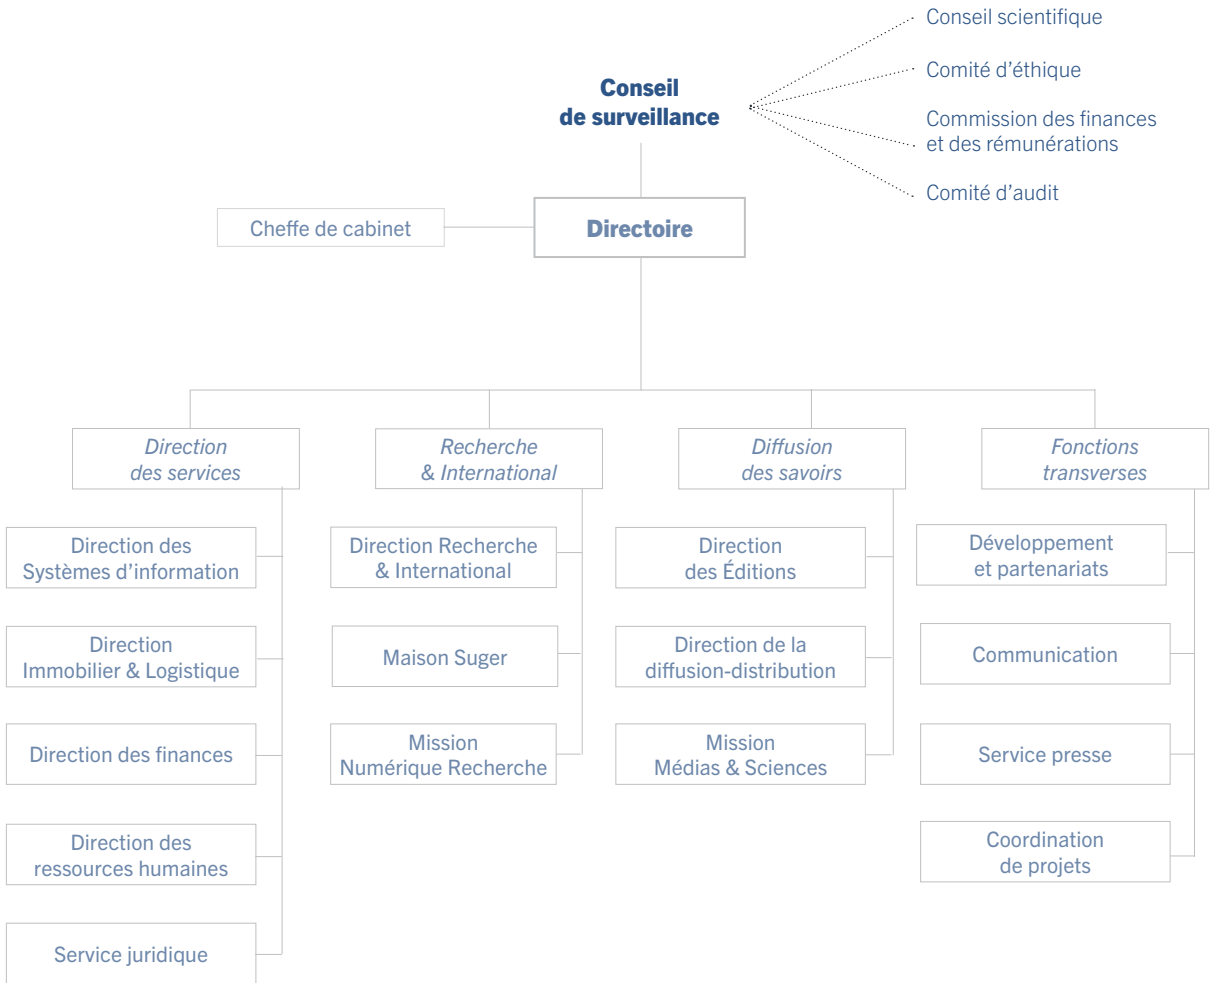 Conseil scientifique
Comité d’éthique
Conseil
de surveillance
Commission des finances
et des rémunérations
Comité d’audit
Cheffe de cabinet
Directoire
Direction
des services
Recherche
& International
Diffusion
des savoirs
Fonctions
transverses
Direction des
Systèmes d’information
Direction
Immobilier & Logistique
Direction des finances
Direction des
ressources humaines
Service juridique
Direction Recherche
& International
Maison Suger
Mission
Numérique Recherche
Direction
des Éditions
Direction de la
diffusion-distribution
Mission
Médias & Sciences
Développement
et partenariats
Communication
Service presse
Coordination
de projets